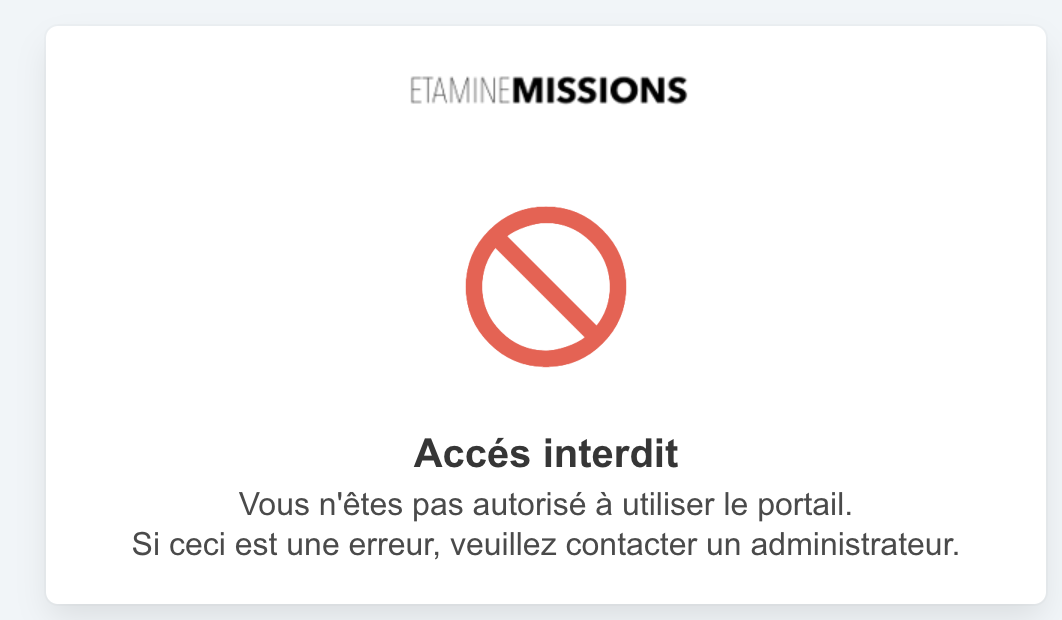 ETAMINEMISSIONS
Accés interdit
Vous n'êtes pas autorisé à utiliser le portail.
Si ceci est une erreur, veuillez contacter un administrateur.